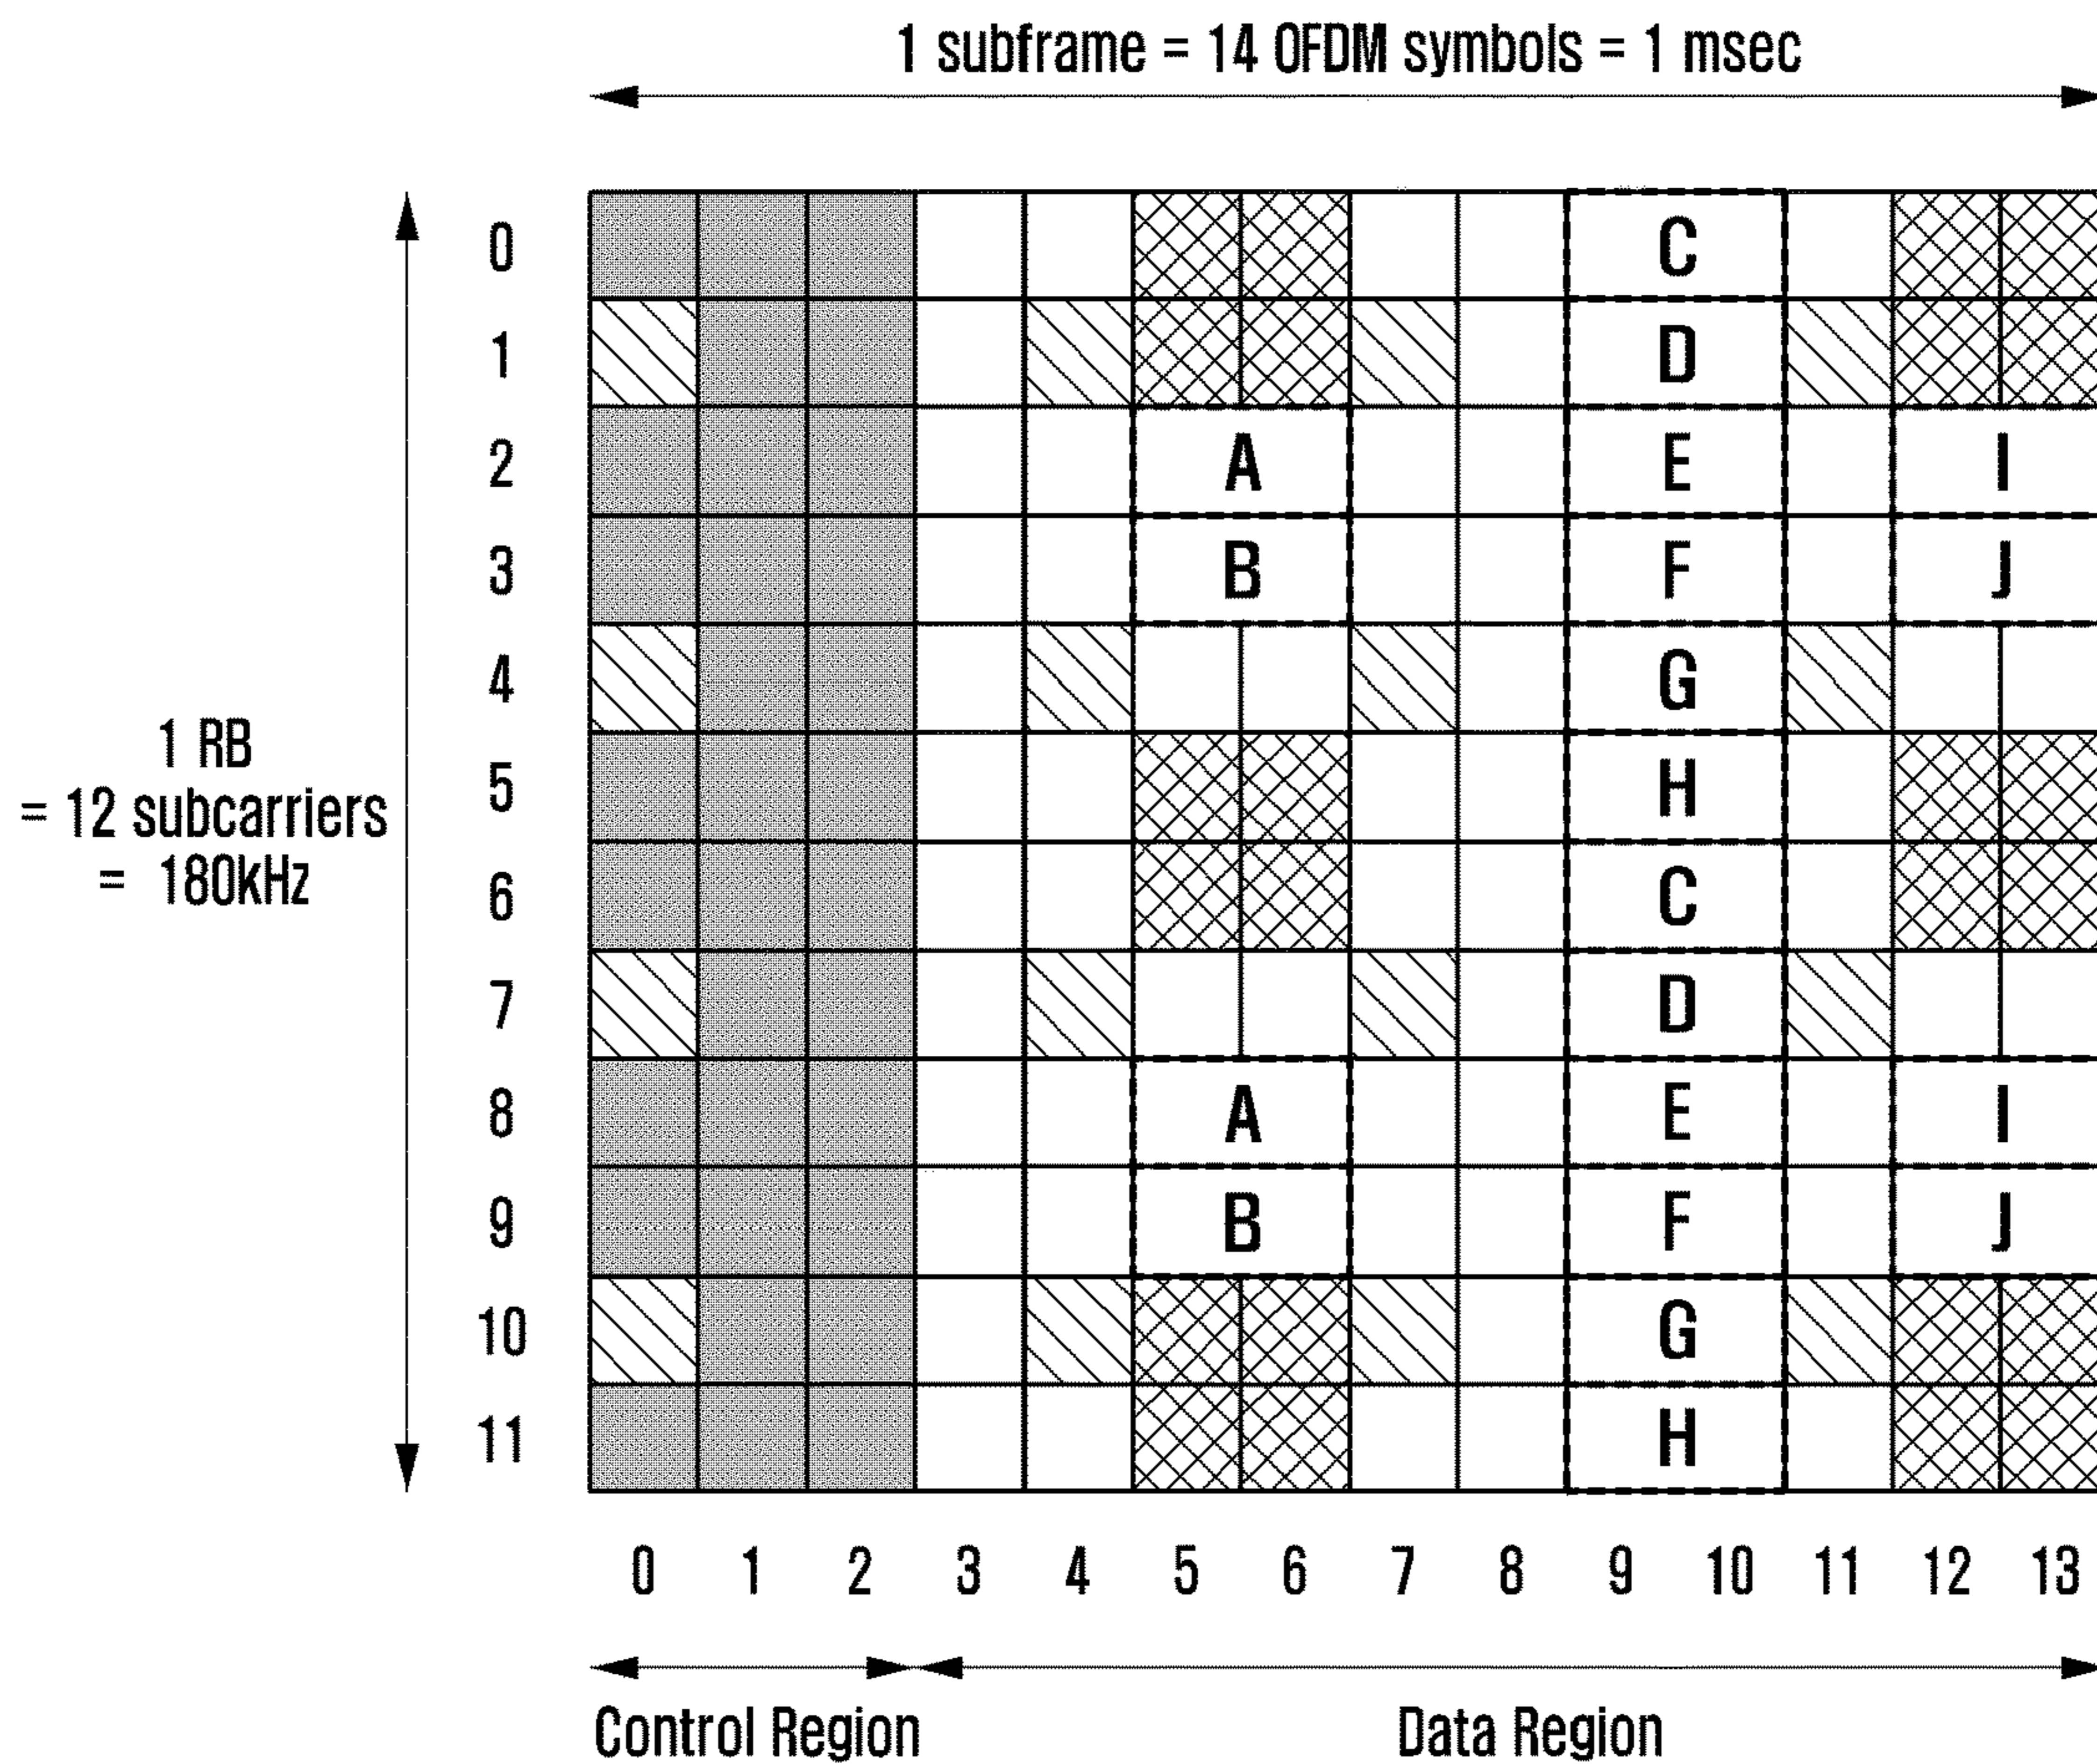 1 subframe = 14 OFDM symbols = 1 msec
0 C
1 D
2 A E I
3 B F J
4 G
1 RB
= 12 subcarriers
= 180kHz
5 H
6 C
7 D
8 A E I
9 B F J
10 G
11 H
0 1 2 3 4 5 6 7 8 9 10 11 12 13
Control Region Data Region